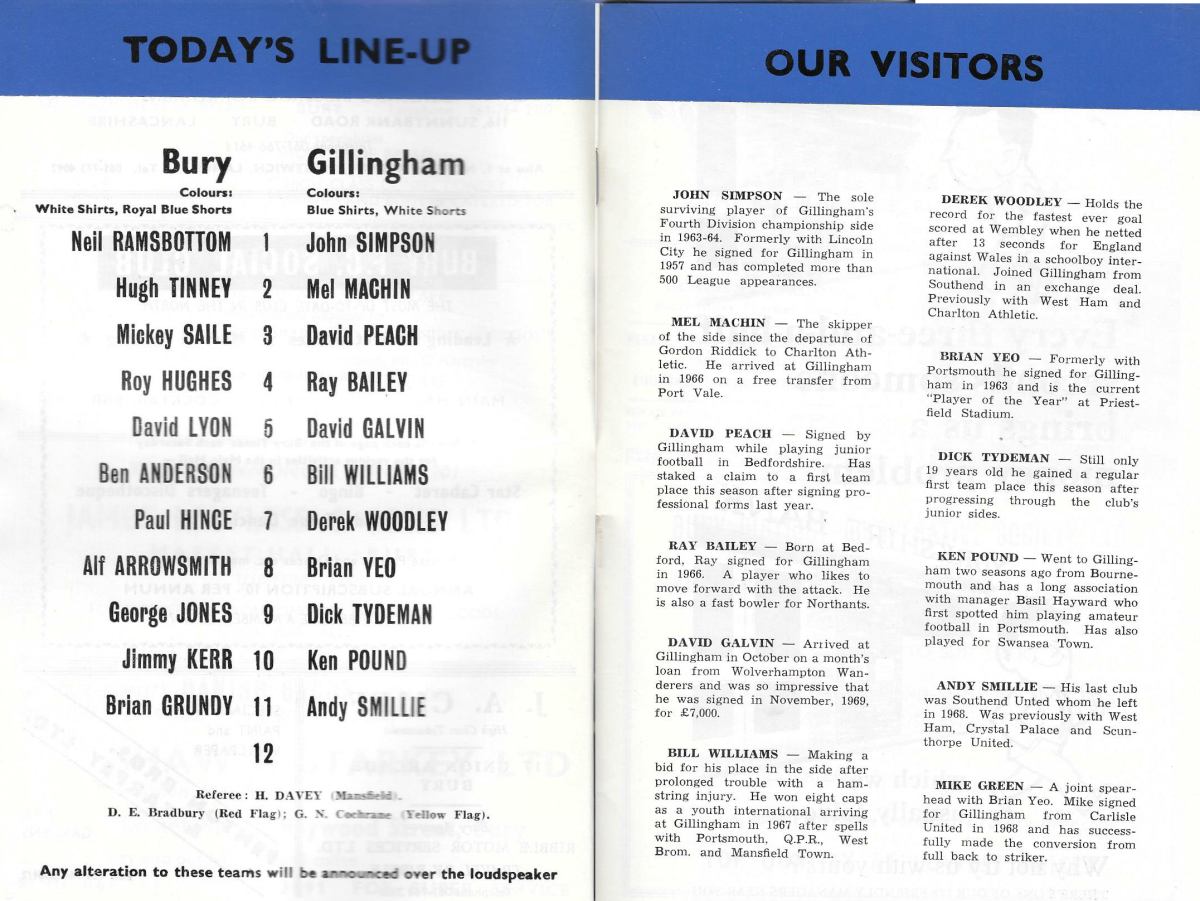 TODAY'S LINE-UP
Bury Gillingham
Colours: Colours:
White Shirts, Royal Blue Shorts Blue Shirts, White Shorts
Neil RAMSBOTTOM 1 John SIMPSON
Hugh TINNEY 2 Mel MACHIN
Mickey SAILE 3 David PEACH
Roy HUGHES 4 Ray BAILEY
David LYON 5 David GALVIN
Ben ANDERSON 6 Bill WILLIAMS
Paul HINCE 7 Derek WOODLEY
Alf ARROWSMITH 8 Brian YEO
George JONES 9 Dick TYDEMAN
Jimmy KERR 10 Ken POUND
Brian GRUNDY 11 Andy SMILLIE
12
Referee: H. DAVEY (Mansfield).
D. E. Bradbury (Red Flag); G. N. Cochrane (Yellow Flag).
Any alteration to these teams will be announced over the loudspeaker
OUR VISITORS
JOHN SIMPSON — The sole
surviving player of Gillingham's
Fourth Division championship side
in 1963-64. Formerly with Lincoln
City he signed for Gillingham in
1957 and has completed more than
500 League appearances.
MEL MACHIN — The skipper
of the side since the departure of
Gordon Riddick to Charlton Ath-
letic. He arrived at Gillingham
in 1966 on a free transfer from
Port Vale.
DAVID PEACH — Signed by
Gillingham while playing junior
football in Bedfordshire. Has
staked a claim to a first team
place this season after signing pro-
fessional forms last year.
RAY BAILEY — Born at Bed-
ford, Ray signed for Gillingham
in 1966. A player who likes to
move forward with the attack. He
is also a fast bowler for Northants.
DAVID GALVIN — Arrived at
Gillingham in October on a month's
loan from Wolverhampton Wan-
derers and was so impressive that
he was signed in November, 1969,
for £7,000.
BILL WILLIAMS — Making a
bid for his place in the side after
prolonged trouble with a ham-
string injury. He won eight caps
as a youth international arriving
at Gillingham in 1967 after spells
with Portsmouth, Q.P.R., West
Brom. and Mansfield Town.
DEREK WOODLEY — Holds the
record for the fastest ever goal
scored at Wembley when he netted
after 13 seconds for England
against Wales in a schoolboy inter-
national. Joined Gillingham from
Southend in an exchange deal.
Previously with West Ham and
Charlton Athletic.
BRIAN YEO — Formerly with
Portsmouth he signed for Gilling-
ham in 1963 and is the current
"Player of the Year" at Priest-
field Stadium.
DICK TYDEMAN — Still only
19 years old he gained a regular
first team place this season after
progressing through the club's
junior sides.
KEN POUND — Went to Gilling-
ham two seasons ago from Bourne-
mouth and has a long association
with manager Basil Hayward who
first spotted him playing amateur
football in Portsmouth. Has also
played for Swansea Town.
ANDY SMILLIE — His last club
was Southend Unted whom he left
in 1968. Was previously with West
Ham, Crystal Palace and Scun-
thorpe United.
MIKE GREEN — A joint spear-
head with Brian Yeo. Mike signed
for Gillingham from Carlisle
United in 1968 and has success-
fully made the conversion from
full back to striker.